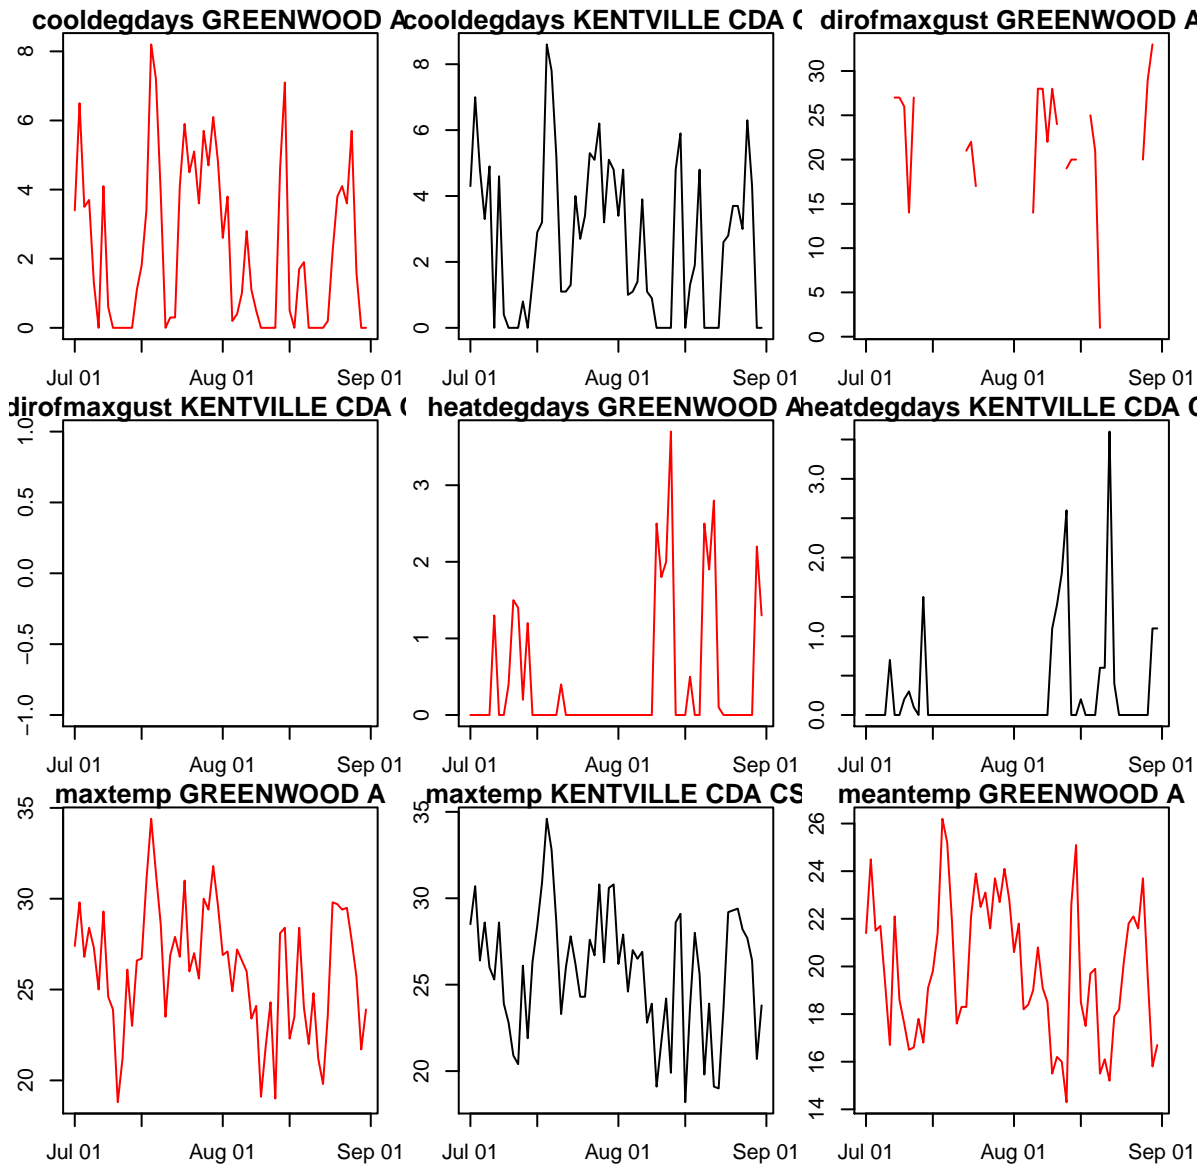 cooldegdays GREENWOOD A
cooldegdays KENTVILLE CDA C
dirofmaxgust GREENWOOD A
8
6
4
2
0
Jul 01 Aug 01 Sep 01
8
6
4
2
0
Jul 01 Aug 01 Sep 01
30
25
20
15
10
5
0
Jul 01 Aug 01 Sep 01
dirofmaxgust KENTVILLE CDA C
heatdegdays GREENWOOD A
heatdegdays KENTVILLE CDA C
1.0
0.5
0.0
−0.5
−1.0
Jul 01 Aug 01 Sep 01
3
2
1
0
Jul 01 Aug 01 Sep 01
3.0
2.0
1.0
0.0
Jul 01 Aug 01 Sep 01
maxtemp GREENWOOD A
maxtemp KENTVILLE CDA CS
meantemp GREENWOOD A
35
30
25
20
Jul 01 Aug 01 Sep 01
35
30
25
20
Jul 01 Aug 01 Sep 01
26
24
22
20
18
16
14
Jul 01 Aug 01 Sep 01